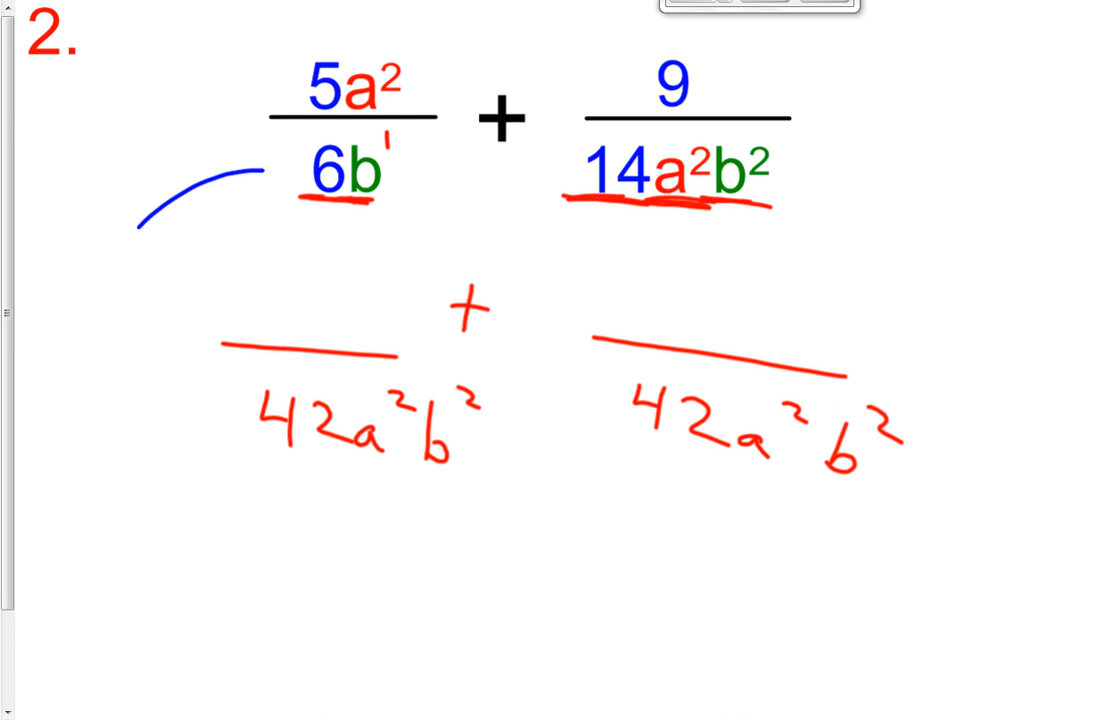 2.
5a² + 9
6b¹ 14a²b²
+
42a²b² 42a²b²